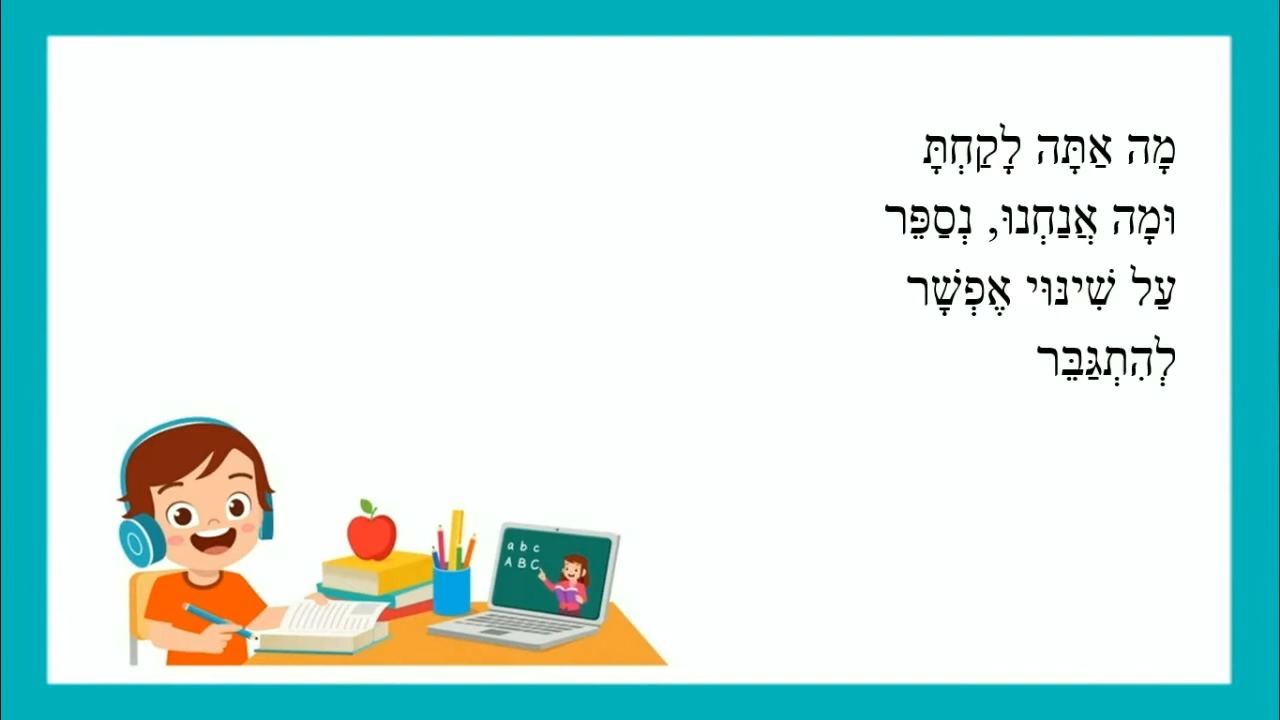 מָה אַתָּה לָקַחְתָּ
וּמָה אֲנַחְנוּ, נְסַפֵּר
עַל שִׁינּוּי אֶפְשָׁר
לְהִתְגַּבֵּר
a b c
A B C